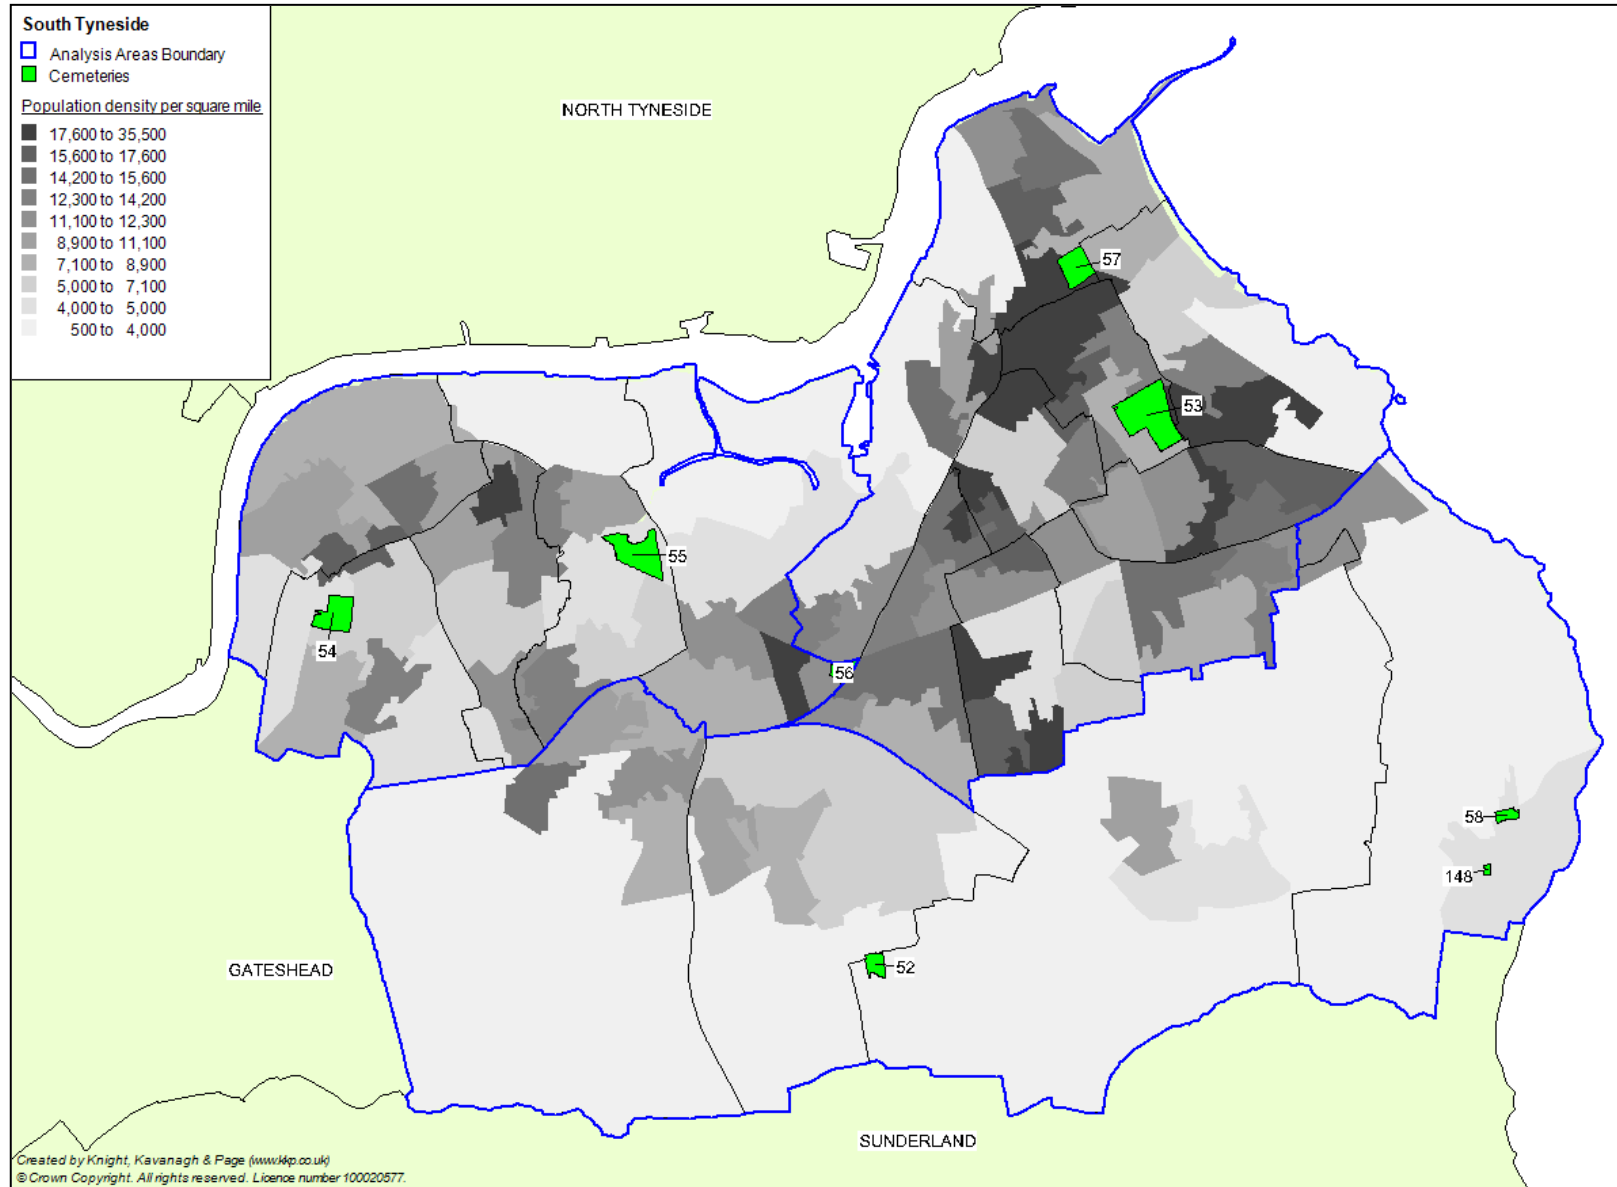 South Tyneside
Analysis Areas Boundary
Cemeteries
Population density per square mile
17,600 to 35,500
15,600 to 17,600
14,200 to 15,600
12,300 to 14,200
11,100 to 12,300
8,900 to 11,100
7,100 to 8,900
5,000 to 7,100
4,000 to 5,000
500 to 4,000
NORTH TYNESIDE
57
53
55
54
56
58
148
52
GATESHEAD
SUNDERLAND
Created by Knight, Kavanagh & Page (www.kkp.co.uk)
© Crown Copyright. All rights reserved. Licence number 100020577.